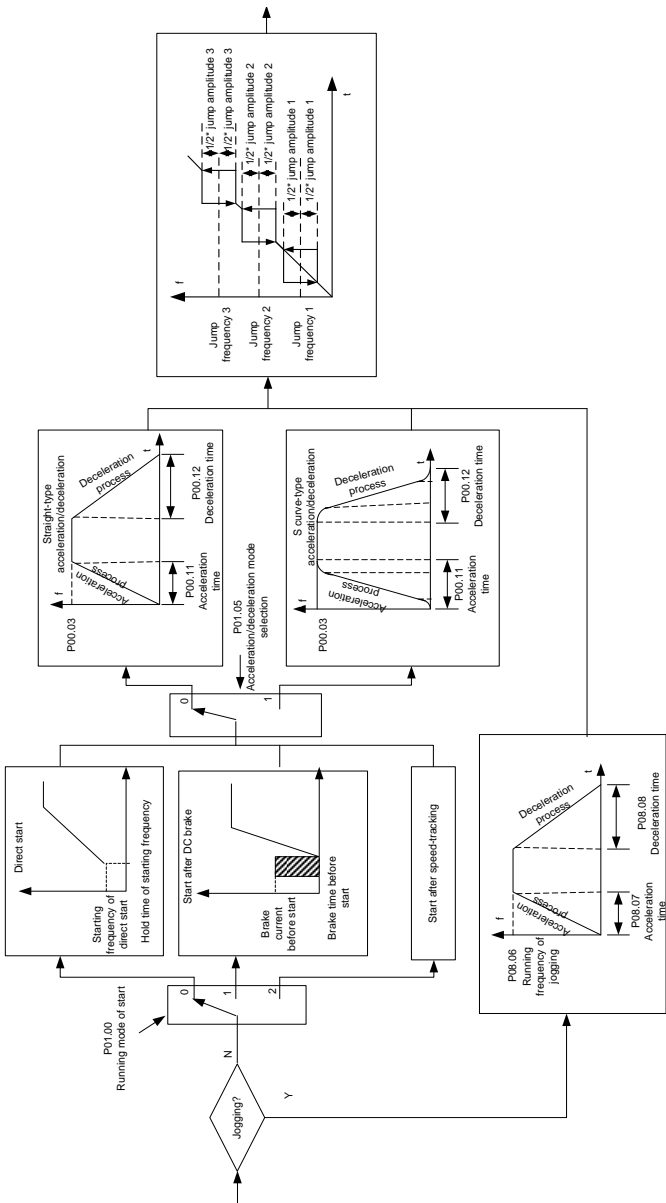 Jogging?
N
Y
P01.00
Running mode of start
0
1
2
Direct start
Starting
frequency of
direct start
Hold time of starting frequency
Start after DC brake
Brake
current
before start
Brake time before
start
Start after speed-tracking
P01.05
Acceleration/deceleration mode
selection
0
1
Straight-type
acceleration/deceleration
f
P00.03
Acceleration
process
Deceleration
process
t
P00.11
Acceleration
time
P00.12
Deceleration time
S curve-type
acceleration/deceleration
f
P00.03
Acceleration
process
Deceleration
process
t
P00.11
Acceleration
time
P00.12
Deceleration time
P08.06
Running
frequency of
jogging
f
Acceleration
process
Deceleration
process
t
P08.07
Acceleration
time
P08.08
Deceleration time
f
Jump
frequency 3
Jump
frequency 2
Jump
frequency 1
1/2* jump amplitude 3
1/2* jump amplitude 3
1/2* jump amplitude 2
1/2* jump amplitude 2
1/2* jump amplitude 1
1/2* jump amplitude 1
t